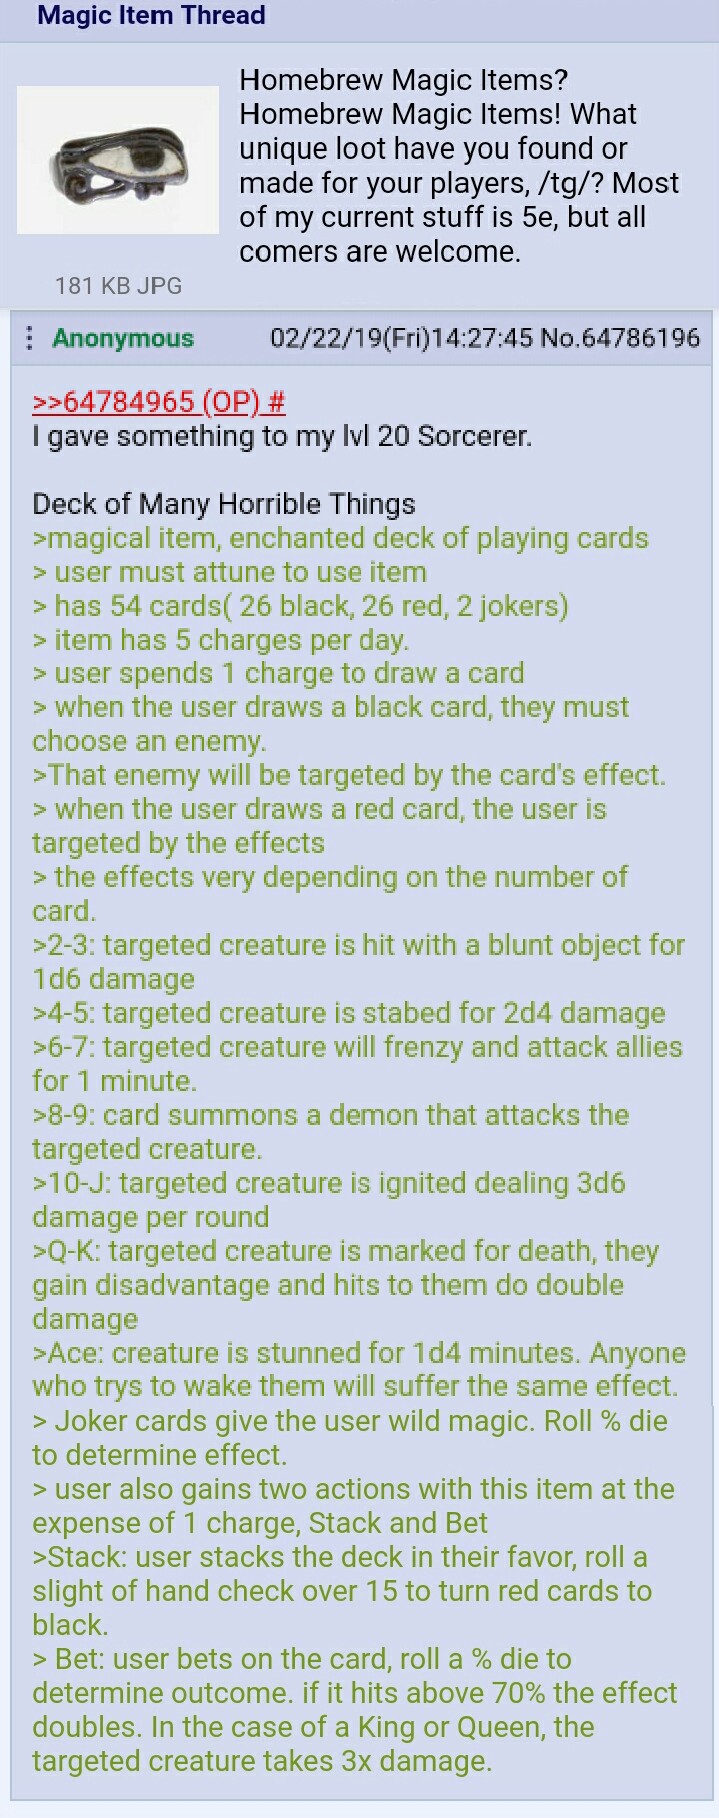 Magic Item Thread
Homebrew Magic Items?
Homebrew Magic Items! What
unique loot have you found or
made for your players, /tg/? Most
of my current stuff is 5e, but all
comers are welcome.
181 KB JPG
Anonymous 02/22/19(Fri)14:27:45 No.64786196
>>64784965 (OP) #
I gave something to my lvl 20 Sorcerer.
Deck of Many Horrible Things
>magical item, enchanted deck of playing cards
> user must attune to use item
> has 54 cards( 26 black, 26 red, 2 jokers)
> item has 5 charges per day.
> user spends 1 charge to draw a card
> when the user draws a black card, they must
choose an enemy.
>That enemy will be targeted by the card's effect.
> when the user draws a red card, the user is
targeted by the effects
> the effects very depending on the number of
card.
>2-3: targeted creature is hit with a blunt object for
1d6 damage
>4-5: targeted creature is stabed for 2d4 damage
>6-7: targeted creature will frenzy and attack allies
for 1 minute.
>8-9: card summons a demon that attacks the
targeted creature.
>10-J: targeted creature is ignited dealing 3d6
damage per round
>Q-K: targeted creature is marked for death, they
gain disadvantage and hits to them do double
damage
>Ace: creature is stunned for 1d4 minutes. Anyone
who trys to wake them will suffer the same effect.
> Joker cards give the user wild magic. Roll % die
to determine effect.
> user also gains two actions with this item at the
expense of 1 charge, Stack and Bet
>Stack: user stacks the deck in their favor, roll a
slight of hand check over 15 to turn red cards to
black.
> Bet: user bets on the card, roll a % die to
determine outcome. if it hits above 70% the effect
doubles. In the case of a King or Queen, the
targeted creature takes 3x damage.